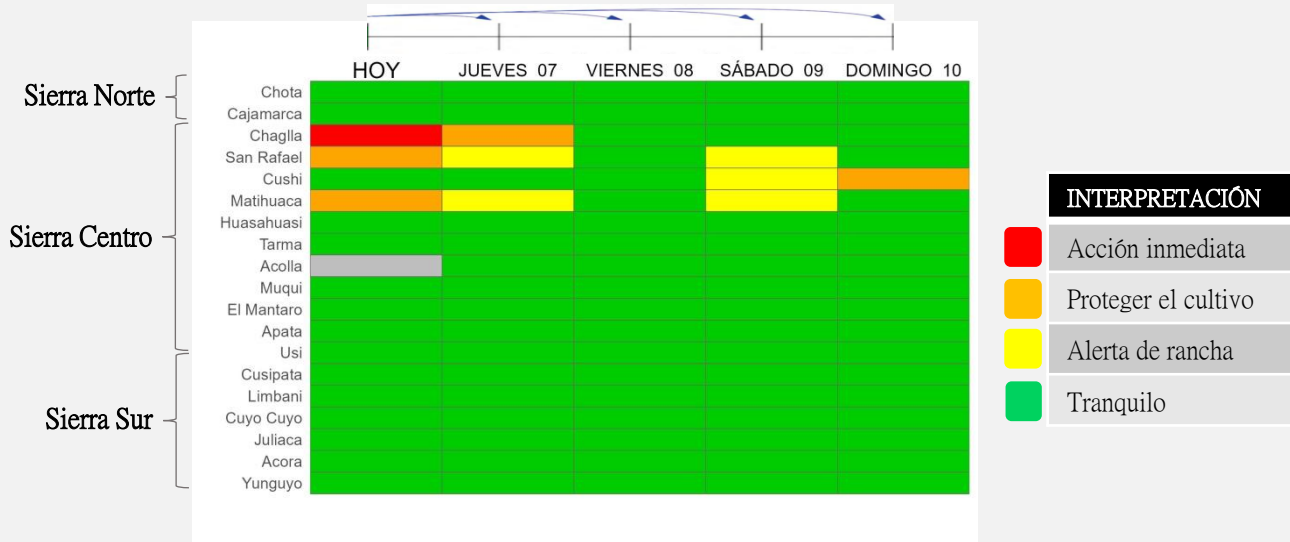 HOY JUEVES 07 VIERNES 08 SÁBADO 09 DOMINGO 10
Sierra Norte
Chota
Cajamarca
Sierra Centro
Chaglla
San Rafael
Cushi
Matihuaca
Huasahuasi
Tarma
Acolla
Muqui
El Mantaro
Apata
Usi
Sierra Sur
Cusipata
Limbani
Cuyo Cuyo
Juliaca
Acora
Yunguyo
INTERPRETACIÓN
Acción inmediata
Proteger el cultivo
Alerta de rancha
Tranquilo